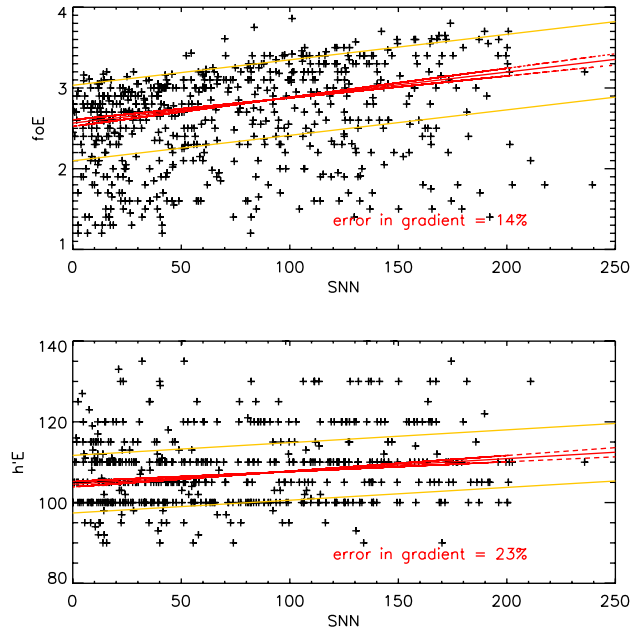 4
3
2
1
foE
error in gradient = 14%
0 50 100 150 200 250
SNN
140
120
100
80
h'E
error in gradient = 23%
0 50 100 150 200 250
SNN